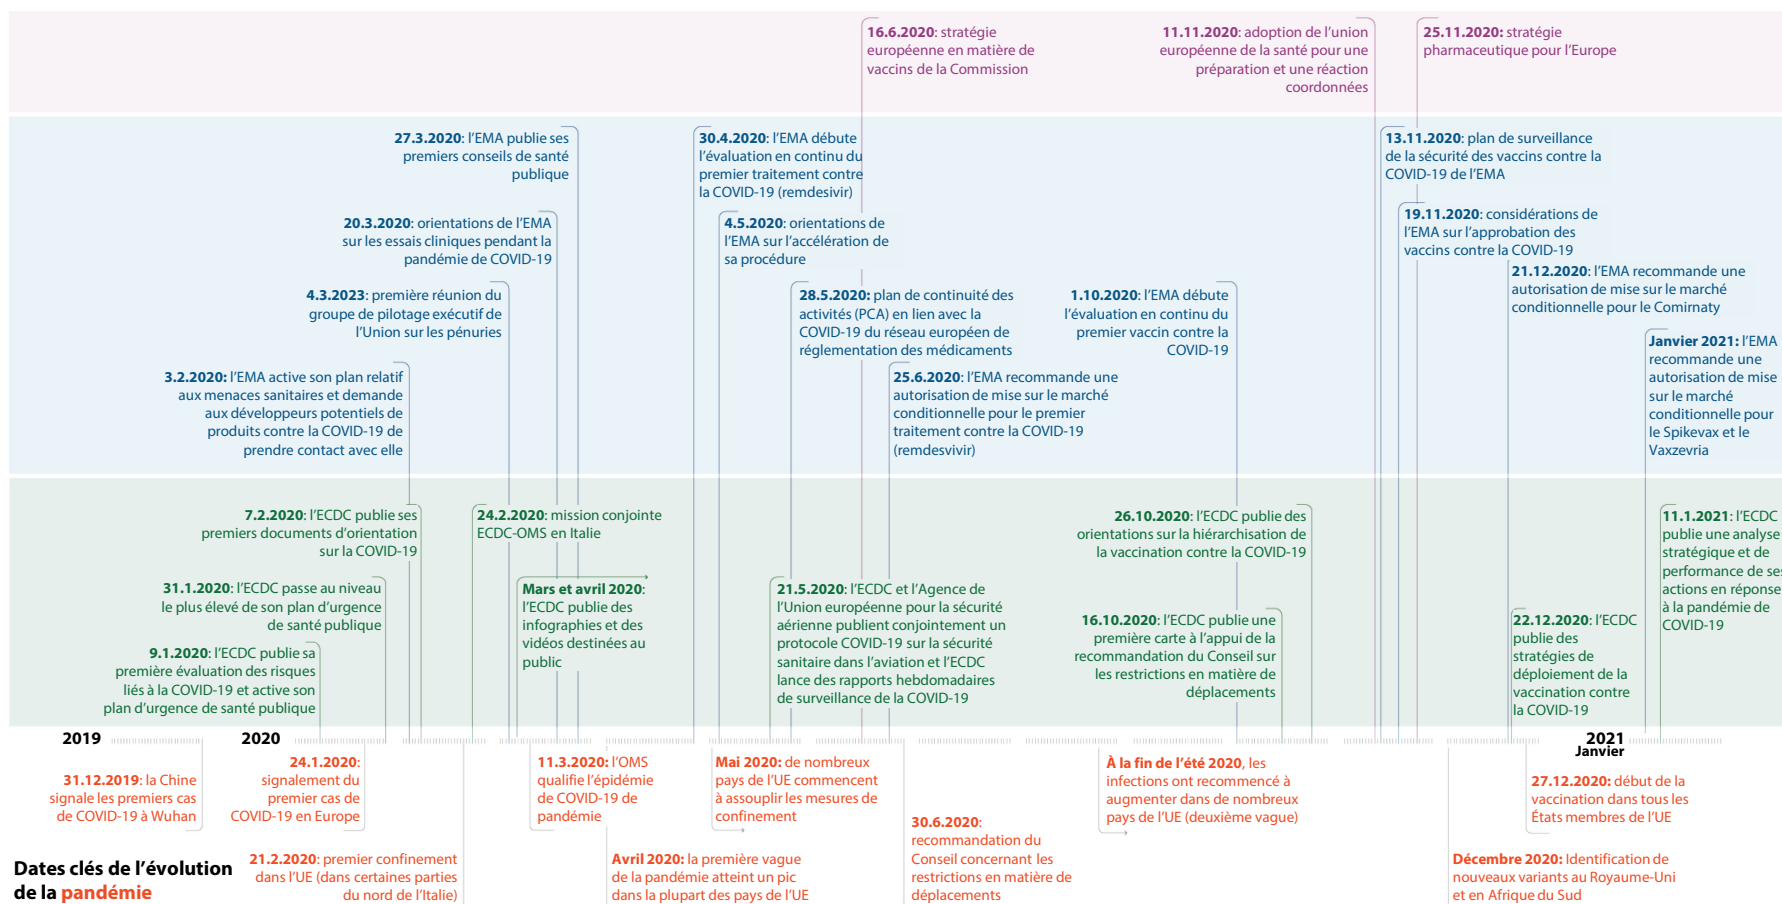 16.6.2020: stratégie
européenne en matière de
vaccins de la Commission
11.11.2020: adoption de l'union
européenne de la santé pour une
préparation et une réaction
coordonnées
25.11.2020: stratégie
pharmaceutique pour l'Europe
27.3.2020: l'EMA publie ses
premiers conseils de santé
publique
30.4.2020: l'EMA débute
l'évaluation en continu du
premier traitement contre
la COVID-19 (remdesivir)
13.11.2020: plan de surveillance
de la sécurité des vaccins contre la
COVID-19 de l'EMA
20.3.2020: orientations de l'EMA
sur les essais cliniques pendant la
pandémie de COVID-19
4.5.2020: orientations de
l'EMA sur l'accélération de
sa procédure
19.11.2020: considérations de
l'EMA sur l'approbation des
vaccins contre la COVID-19
21.12.2020: l'EMA recommande une
autorisation de mise sur le marché
conditionnelle pour le Comirnaty
4.3.2023: première réunion du
groupe de pilotage exécutif de
l'Union sur les pénuries
28.5.2020: plan de continuité des
activités (PCA) en lien avec la
COVID-19 du réseau européen de
réglementation des médicaments
1.10.2020: l'EMA débute
l'évaluation en continu du
premier vaccin contre la
COVID-19
Janvier 2021: l'EMA
recommande une
autorisation de mise
sur le marché
conditionnelle pour
le Spikevax et le
Vaxzevria
3.2.2020: l'EMA active son plan relatif
aux menaces sanitaires et demande
aux développeurs potentiels de
produits contre la COVID-19 de
prendre contact avec elle
25.6.2020: l'EMA recommande une
autorisation de mise sur le marché
conditionnelle pour le premier
traitement contre la COVID-19
(remdesvivir)
7.2.2020: l'ECDC publie ses
premiers documents d'orientation
sur la COVID-19
24.2.2020: mission conjointe
ECDC-OMS en Italie
26.10.2020: l'ECDC publie des
orientations sur la hiérarchisation de
la vaccination contre la COVID-19
11.1.2021: l'ECDC
publie une analyse
stratégique et de
performance de ses
actions en réponse
à la pandémie de
COVID-19
31.1.2020: l'ECDC passe au niveau
le plus élevé de son plan d'urgence
de santé publique
Mars et avril 2020:
l'ECDC publie des
infographies et des
vidéos destinées au
public
21.5.2020: l'ECDC et l'Agence de
l'Union européenne pour la sécurité
aérienne publient conjointement un
protocole COVID-19 sur la sécurité
sanitaire dans l'aviation et l'ECDC
lance des rapports hebdomadaires
de surveillance de la COVID-19
16.10.2020: l'ECDC publie une
première carte à l'appui de la
recommandation du Conseil sur
les restrictions en matière de
déplacements
22.12.2020: l'ECDC
publie des
stratégies de
déploiement de la
vaccination contre
la COVID-19
9.1.2020: l'ECDC publie sa
première évaluation des risques
liés à la COVID-19 et active son
plan d'urgence de santé publique
2019
2020
2021
Janvier
31.12.2019: la Chine
signale les premiers cas
de COVID-19 à Wuhan
24.1.2020:
signalement du
premier cas de
COVID-19 en Europe
11.3.2020: l'OMS
qualifie l'épidémie
de COVID-19 de
pandémie
Mai 2020: de nombreux
pays de l'UE commencent
à assouplir les mesures de
confinement
À la fin de l'été 2020, les
infections ont recommencé à
augmenter dans de nombreux
pays de l'UE (deuxième vague)
27.12.2020: début de la
vaccination dans tous les
États membres de l'UE
30.6.2020:
recommandation du
Conseil concernant les
restrictions en matière de
déplacements
Dates clés de l'évolution
de la pandémie
21.2.2020: premier confinement
dans l'UE (dans certaines parties
du nord de l'Italie)
Avril 2020: la première vague
de la pandémie atteint un pic
dans la plupart des pays de l'UE
Décembre 2020: Identification de
nouveaux variants au Royaume-Uni
et en Afrique du Sud